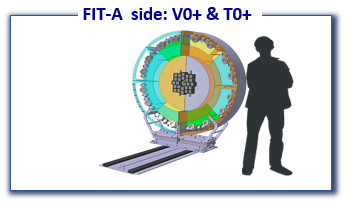 FIT-A side: V0+ & T0+